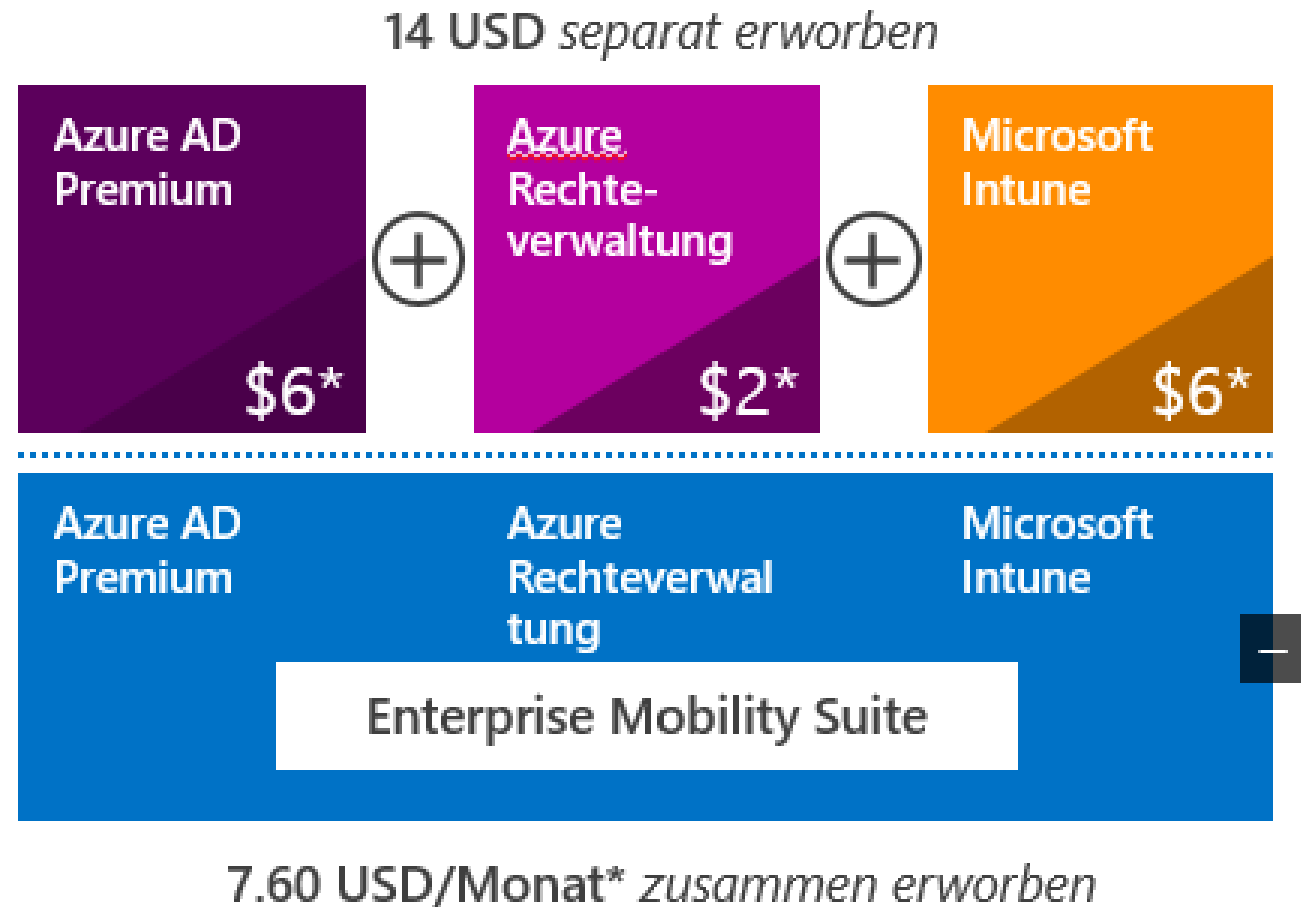 14 USD separat erworben
Azure AD
Premium
$6*
Azure
Rechte-
verwaltung
$2*
Microsoft
Intune
$6*
Azure AD
Premium
Azure
Rechteverwal
tung
Microsoft
Intune
Enterprise Mobility Suite
7.60 USD/Monat* zusammen erworben